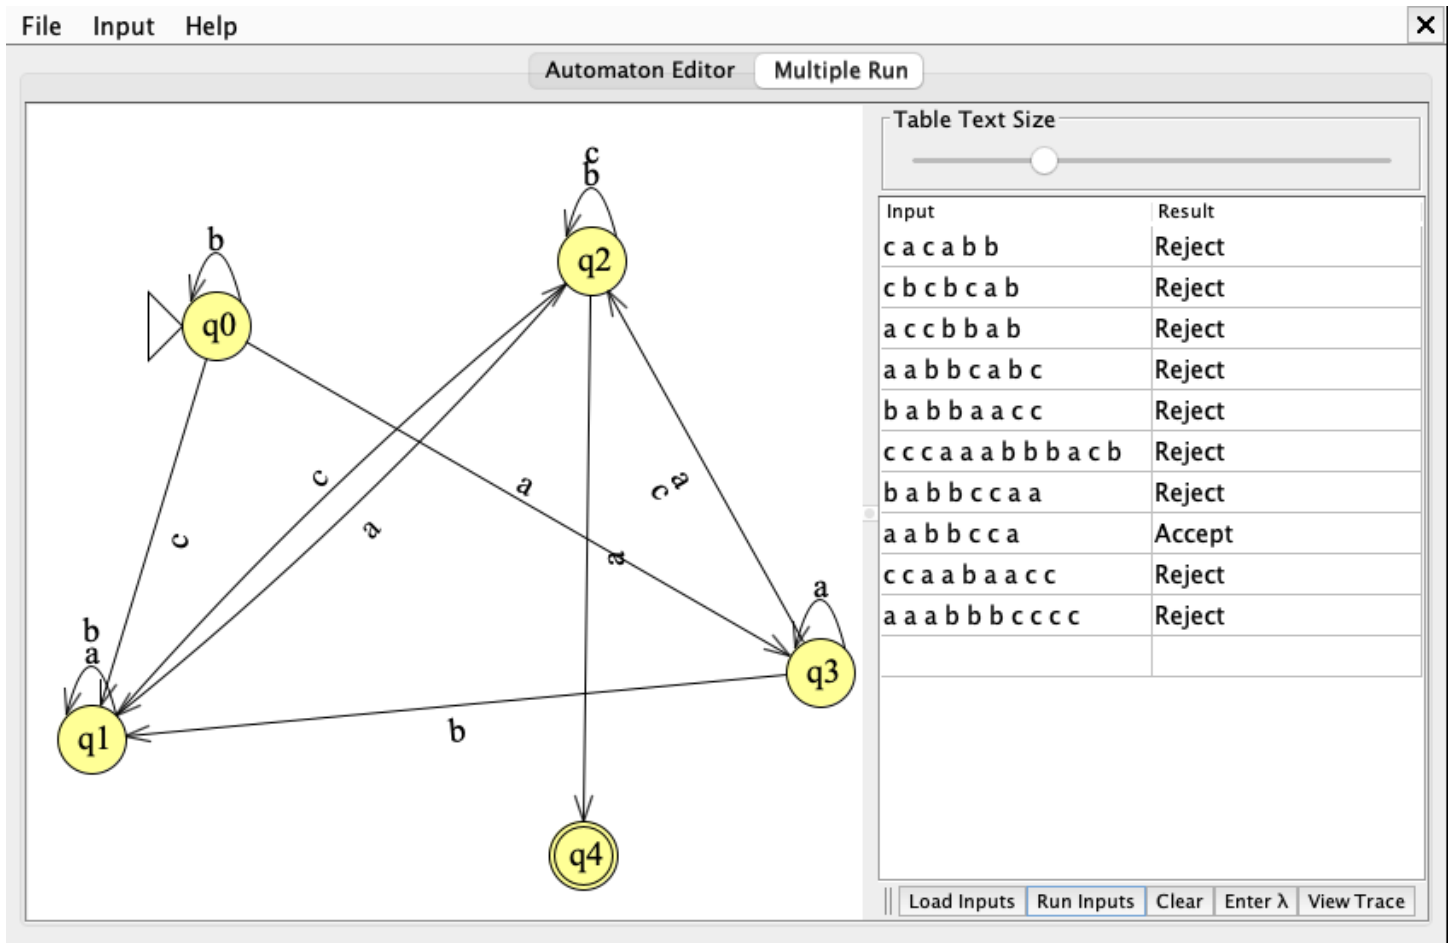 File Input Help
Automaton Editor Multiple Run
Table Text Size
Input Result
c a c a b b Reject
c b c b c a b Reject
a c c b b a b Reject
a a b b c a b c Reject
b a b b a a c c Reject
c c c a a a b b b a c b Reject
b a b b c c a a Reject
a a b b c c a Accept
c c a a b a a c c Reject
a a a b b b c c c c Reject
c
b
b
q2
q0
c
a
c
a
a
c
a
a
b
a
q3
b
q1
q4
Load Inputs Run Inputs Clear Enter λ View Trace